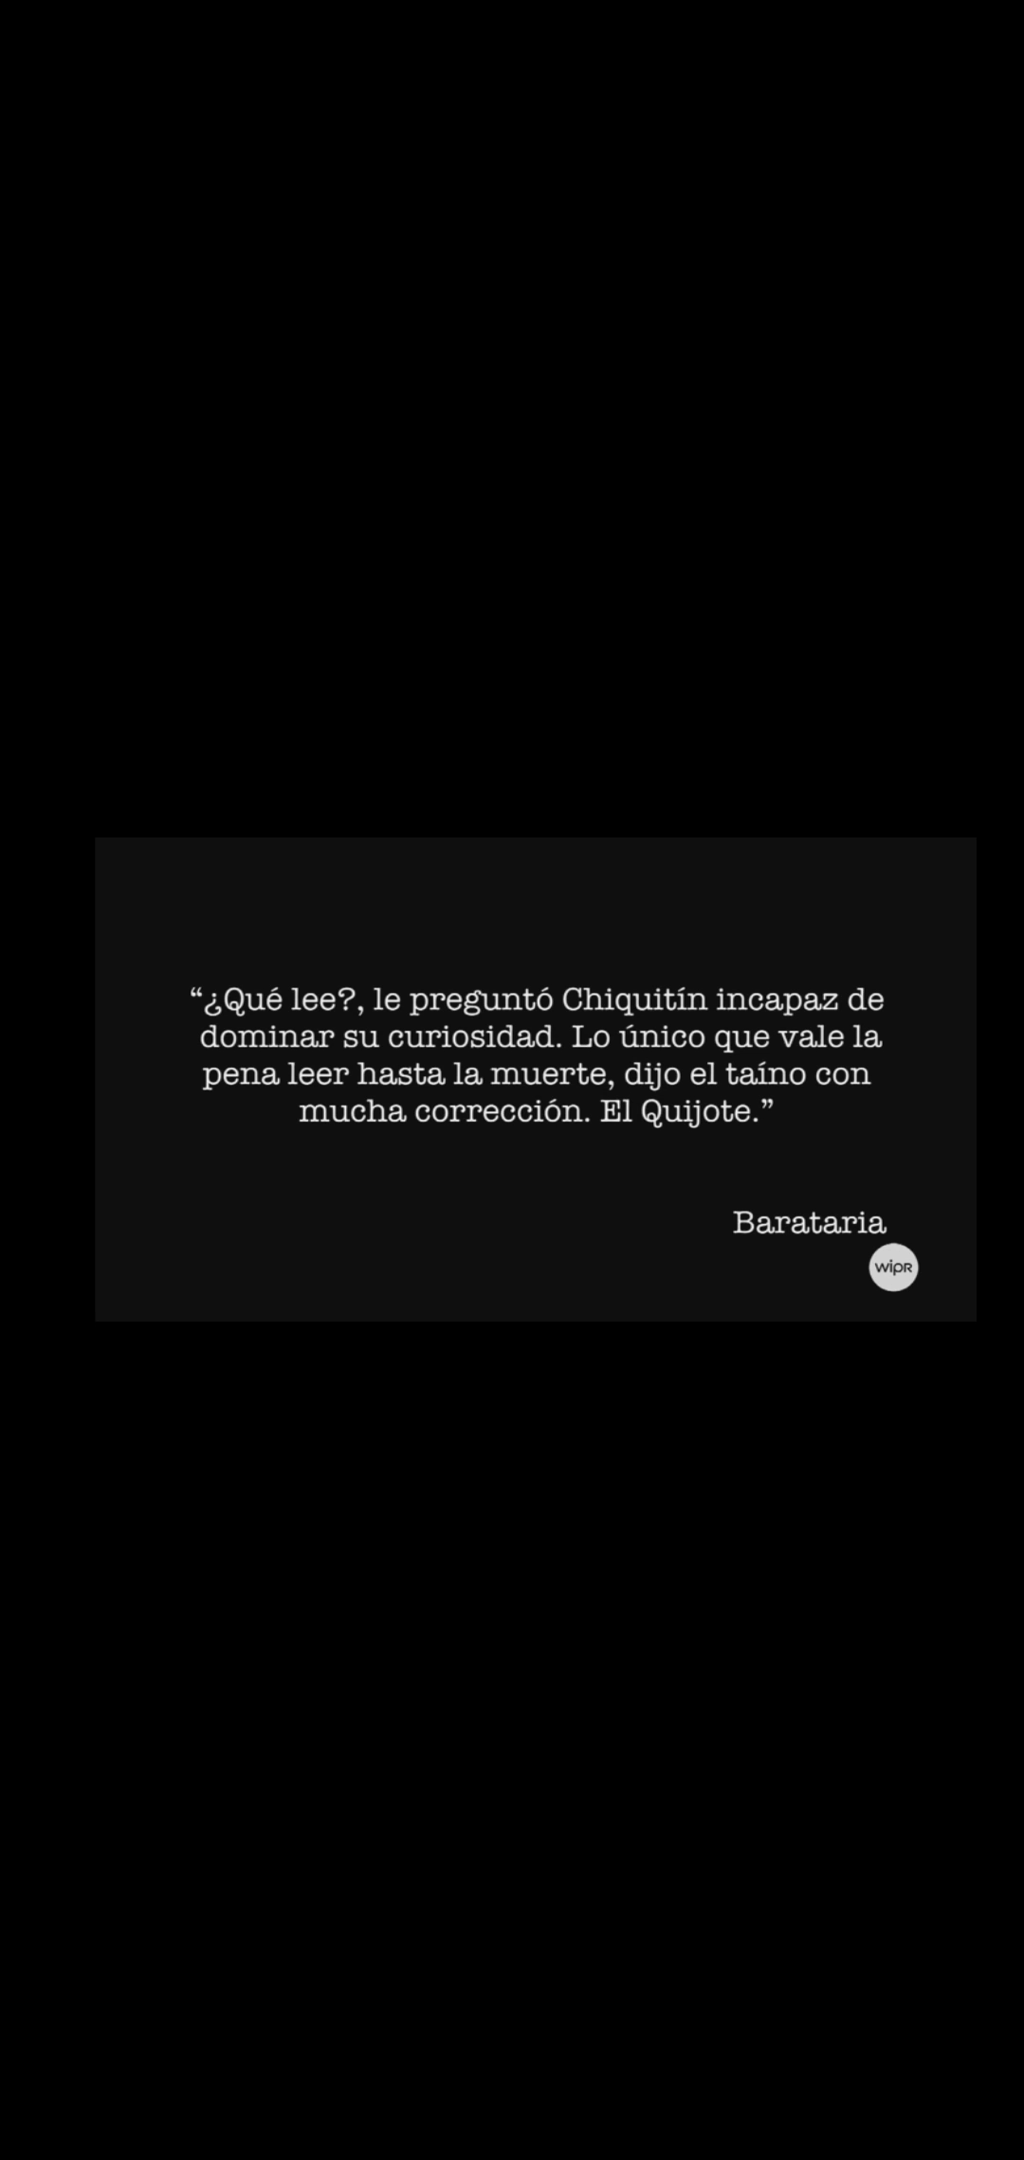 “¿Qué lee?, le preguntó Chiquitín incapaz de
dominar su curiosidad. Lo único que vale la
pena leer hasta la muerte, dijo el taíno con
mucha corrección. El Quijote.”
Barataria
wipR